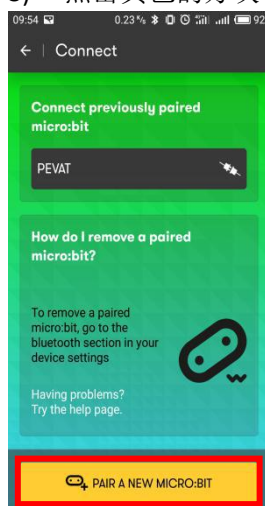 09:54 0.23 ᴷ/s 92
← | Connect
Connect previously paired
micro:bit
PEVAT
How do I remove a paired
micro:bit?
To remove a paired
micro:bit, go to the
bluetooth section in your
device settings
Having problems?
Try the help page.
PAIR A NEW MICRO:BIT